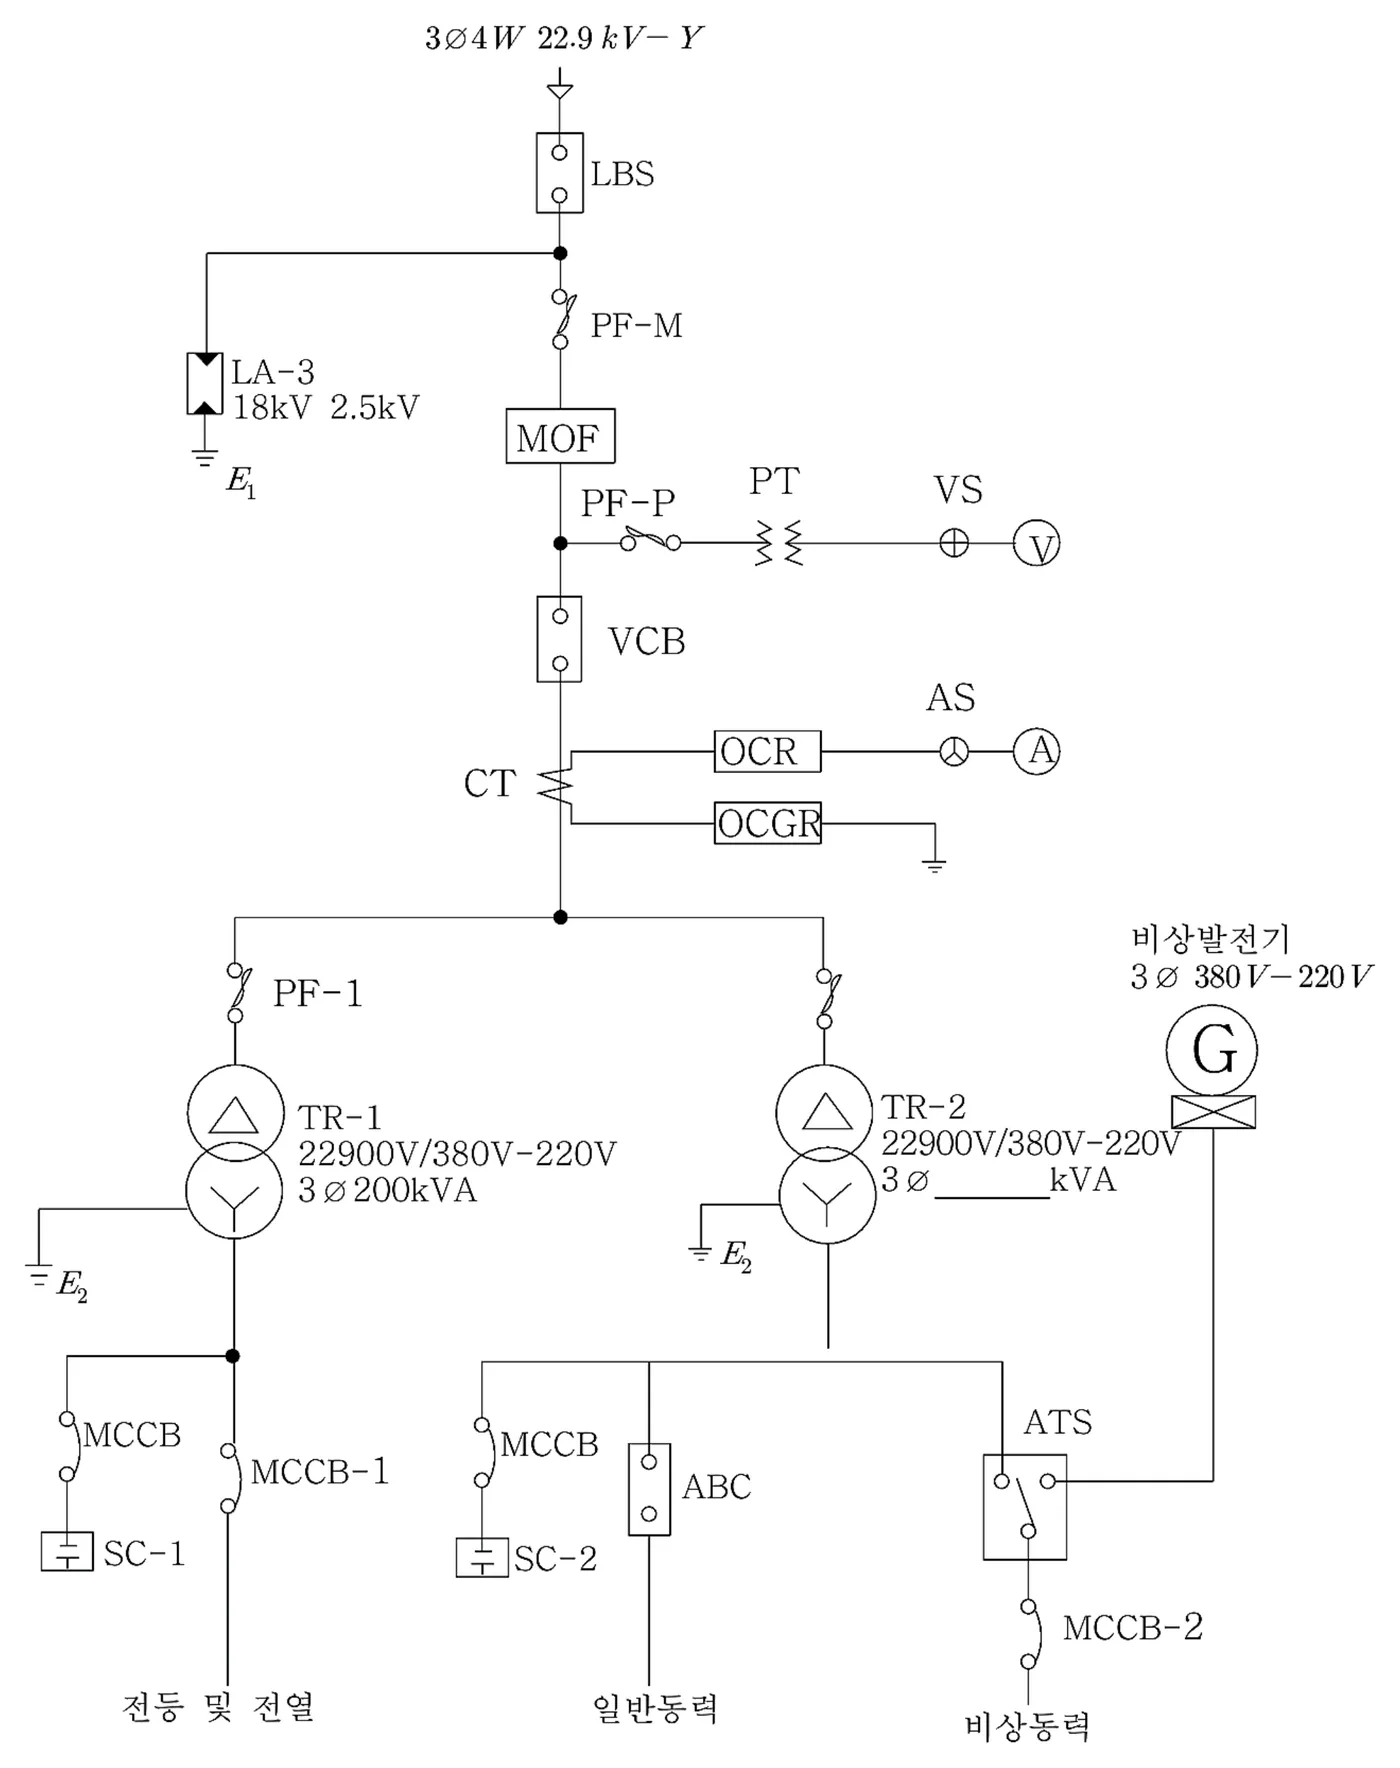 3∅4W 22.9 kV- Y
LBS
PF-M
LA-3
18kV 2.5kV
E₁
MOF
PF-P
PT
VS
V
VCB
AS
OCR
A
CT
OCGR
비상발전기
3∅ 380V-220V
G
PF-1
TR-1
22900V/380V-220V
3∅200kVA
E₂
TR-2
22900V/380V-220V
3∅ ______kVA
E₂
MCCB
MCCB-1
SC-1
MCCB
ABC
SC-2
ATS
MCCB-2
전등 및 전열
일반동력
비상동력